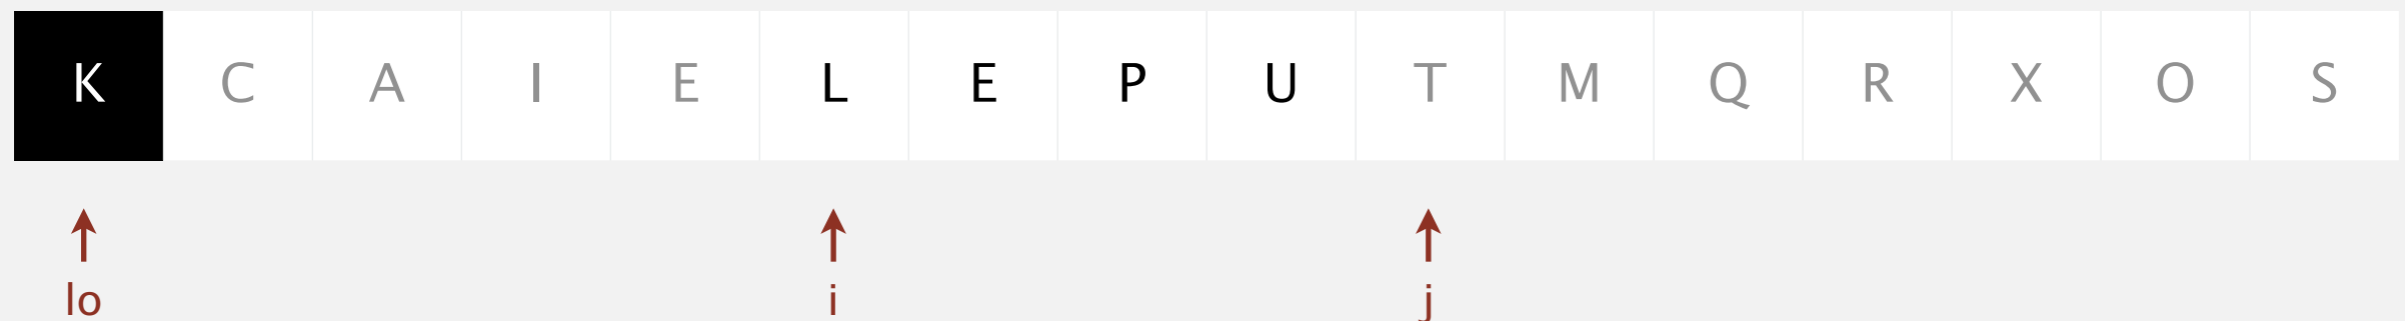 K C A I E L E P U T M Q R X O S
lo i j